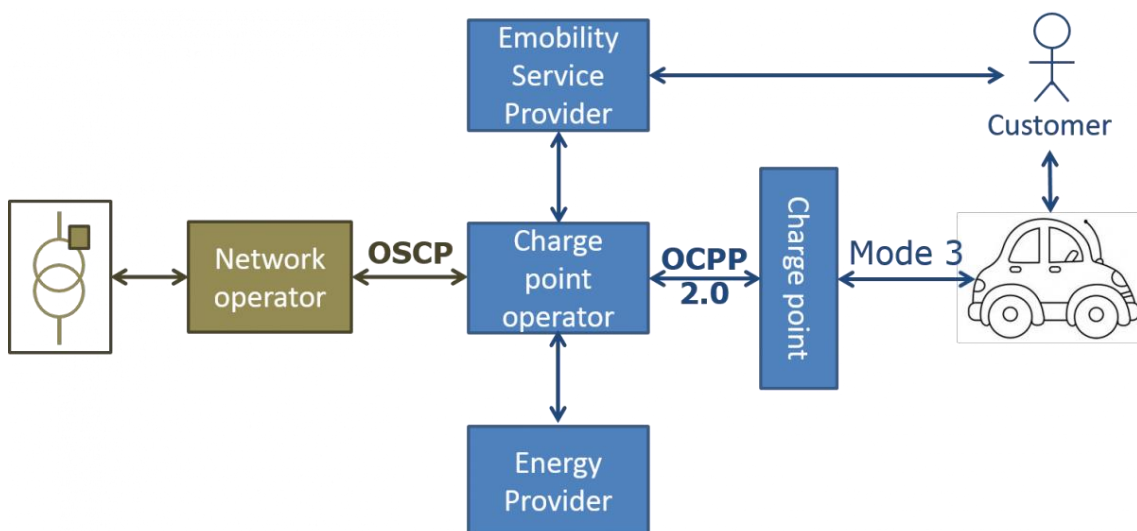 Emobility
Service
Provider
Customer
Network
operator
OSCP
Charge
point
operator
OCPP
2.0
Charge point
Mode 3
Energy
Provider